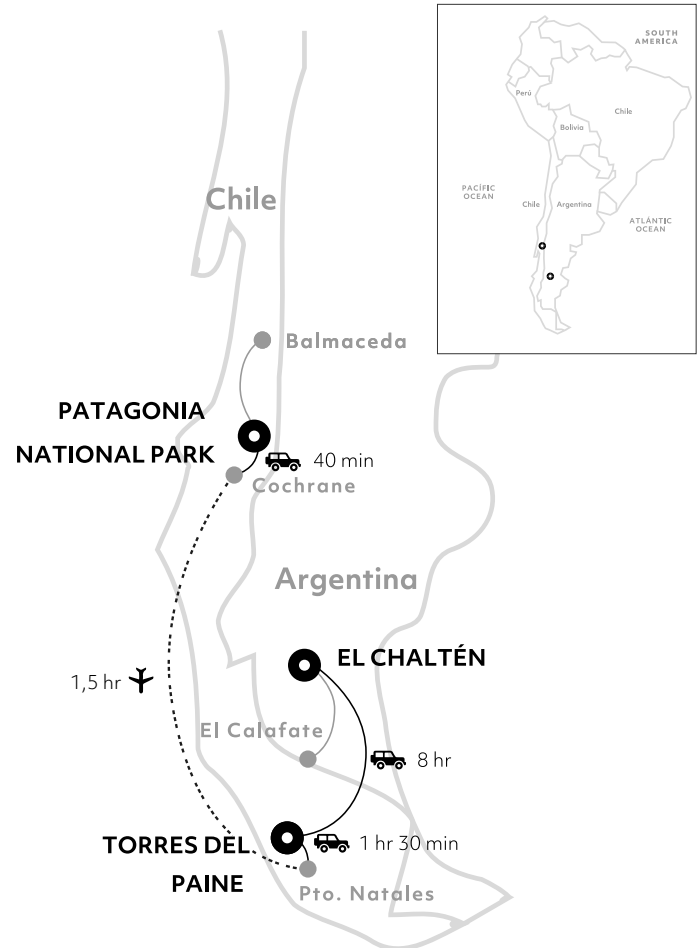 SOUTH
AMERICA
Perú
Chile
Bolivia
PACÍFIC
OCEAN
Chile
Argentina
ATLÁNTIC
OCEAN
Chile
Balmaceda
PATAGONIA
NATIONAL PARK
40 min
Cochrane
Argentina
EL CHALTÉN
1,5 hr
El Calafate
8 hr
TORRES DEL
PAINE
1 hr 30 min
Pto. Natales